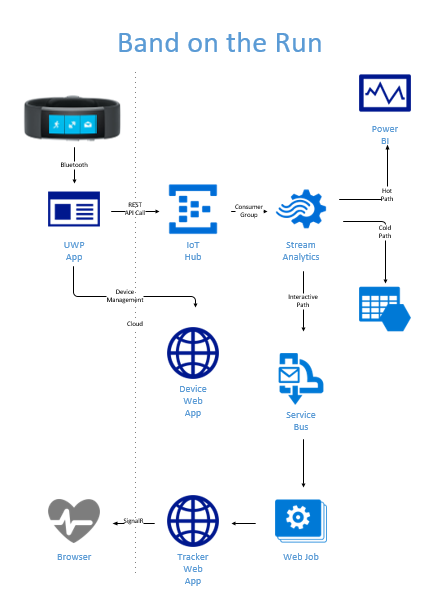 Band on the Run
Power
BI
Bluetooth
Hot
Path
REST
API Call
Consumer
Group
Cold
Path
UWP
App
IoT
Hub
Stream
Analytics
Device
Management
Interactive
Path
Cloud
Device
Web
App
Service
Bus
SignalR
Browser
Tracker
Web
App
Web Job